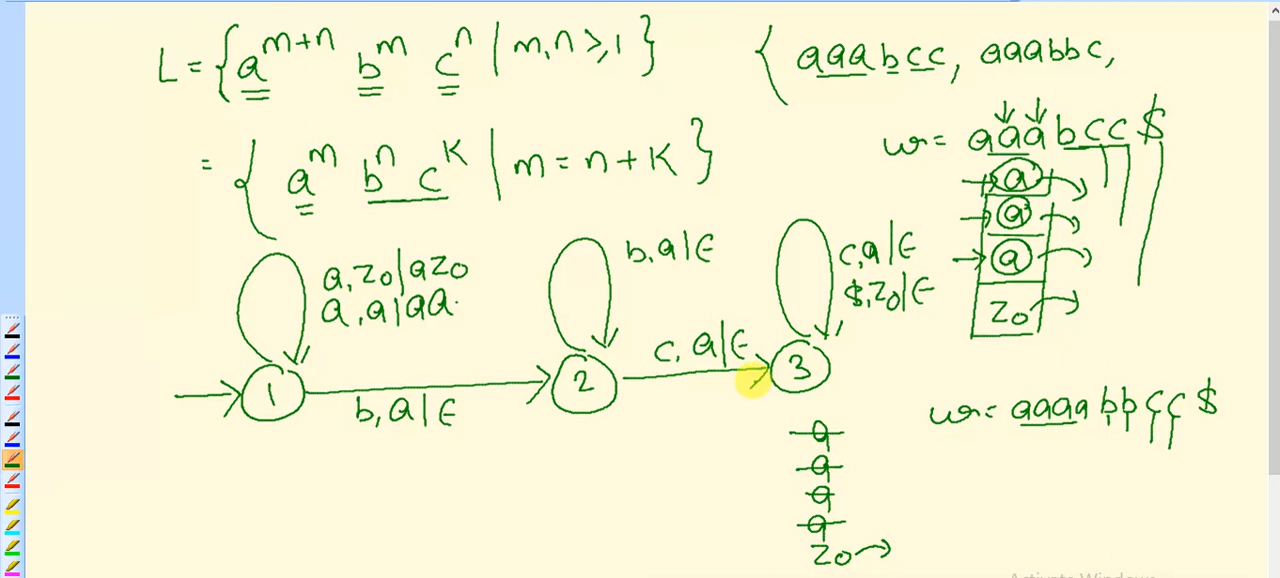 L = { a^{m+n} b^m c^n | m,n ≥ 1 }
{ aaabcc, aaabbc,
= { a^m b^n c^K | m = n + K }
w = aaabcc$
a
a
a
z0
a, z0 | az0
a, a | aa
b, a | ε
c, a | ε
$, z0 | ε
1
b, a | ε
2
c, a | ε
3
w = aaaabbcc$
a
a
a
a
z0